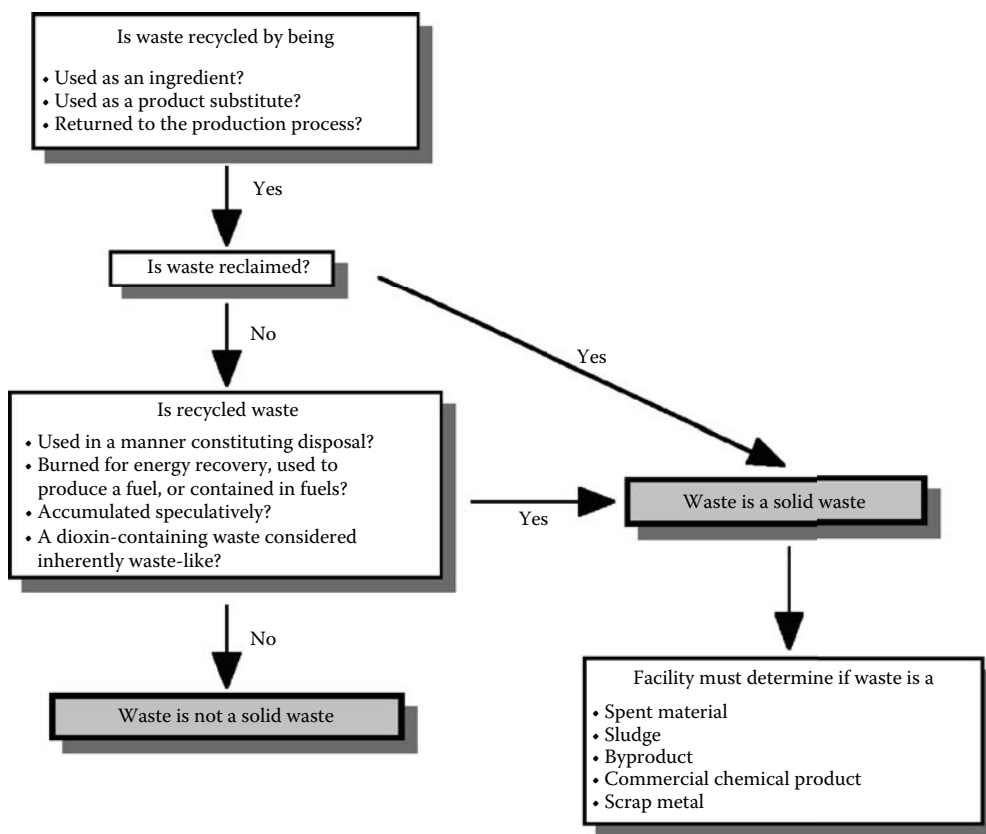 Is waste recycled by being
• Used as an ingredient?
• Used as a product substitute?
• Returned to the production process?
Yes
Is waste reclaimed?
No
Yes
Is recycled waste
• Used in a manner constituting disposal?
• Burned for energy recovery, used to
produce a fuel, or contained in fuels?
• Accumulated speculatively?
• A dioxin-containing waste considered
inherently waste-like?
Yes
Waste is a solid waste
No
Waste is not a solid waste
Facility must determine if waste is a
• Spent material
• Sludge
• Byproduct
• Commercial chemical product
• Scrap metal